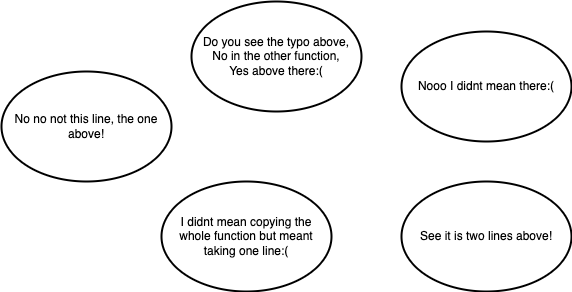 Do you see the typo above,
No in the other function,
Yes above there:(
Nooo I didnt mean there:(
No no not this line, the one
above!
I didnt mean copying the
whole function but meant
taking one line:(
See it is two lines above!